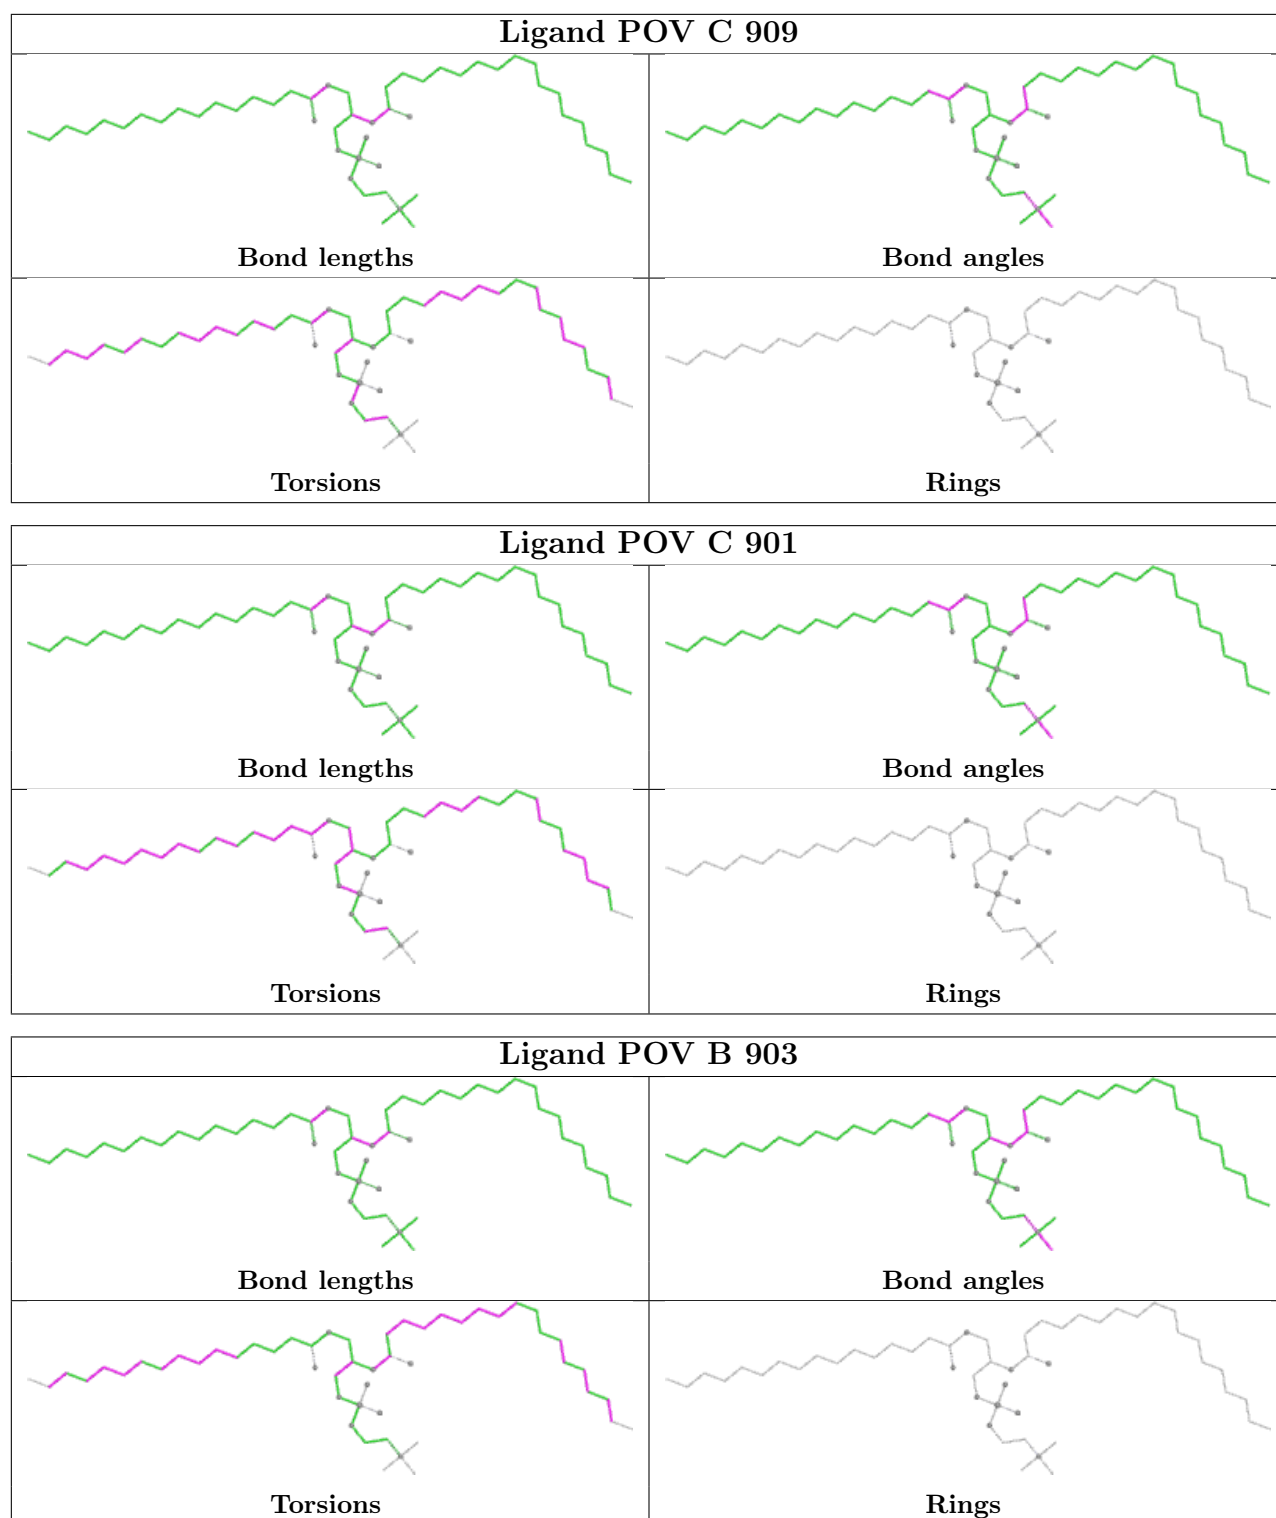 Ligand POV C 909
Bond lengths
Bond angles
Torsions
Rings
Ligand POV C 901
Bond lengths
Bond angles
Torsions
Rings
Ligand POV B 903
Bond lengths
Bond angles
Torsions
Rings